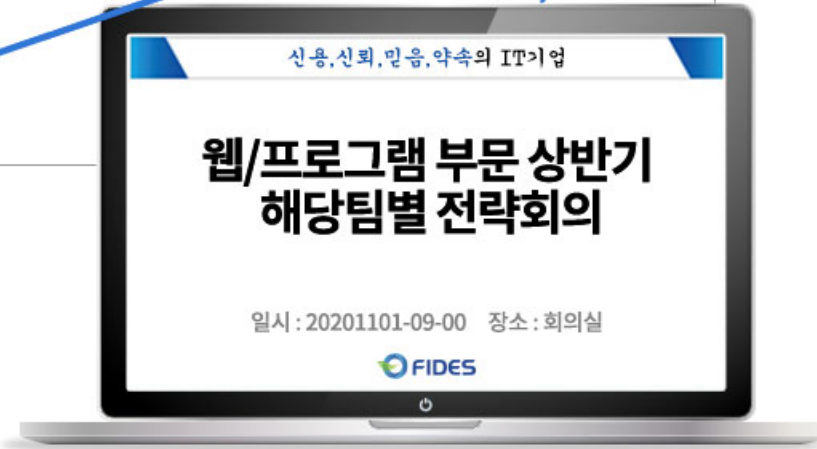 신용,신뢰,믿음,약속의 IT기업
웹/프로그램 부문 상반기
해당팀별 전략회의
일시 : 20201101-09-00 장소 : 회의실
FIDES